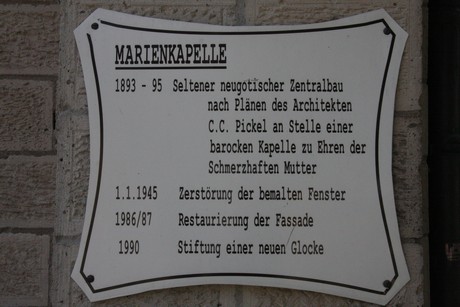 MARIENKAPELLE
1893 - 95 Seltener neugotischer Zentralbau
nach Plänen des Architekten
C.C. Pickel an Stelle einer
barocken Kapelle zu Ehren der
Schmerzhaften Mutter
1.1.1945 Zerstörung der bemalten Fenster
1986/87 Restaurierung der Fassade
1990 Stiftung einer neuen Glocke